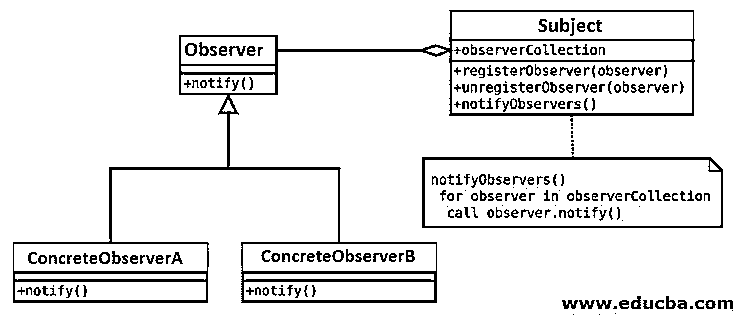 Observer
+notify()
Subject
+observerCollection
+registerObserver(observer)
+unregisterObserver(observer)
+notifyObservers()
notifyObservers()
for observer in observerCollection
call observer.notify()
ConcreteObserverA
+notify()
ConcreteObserverB
+notify()
www.educba.com